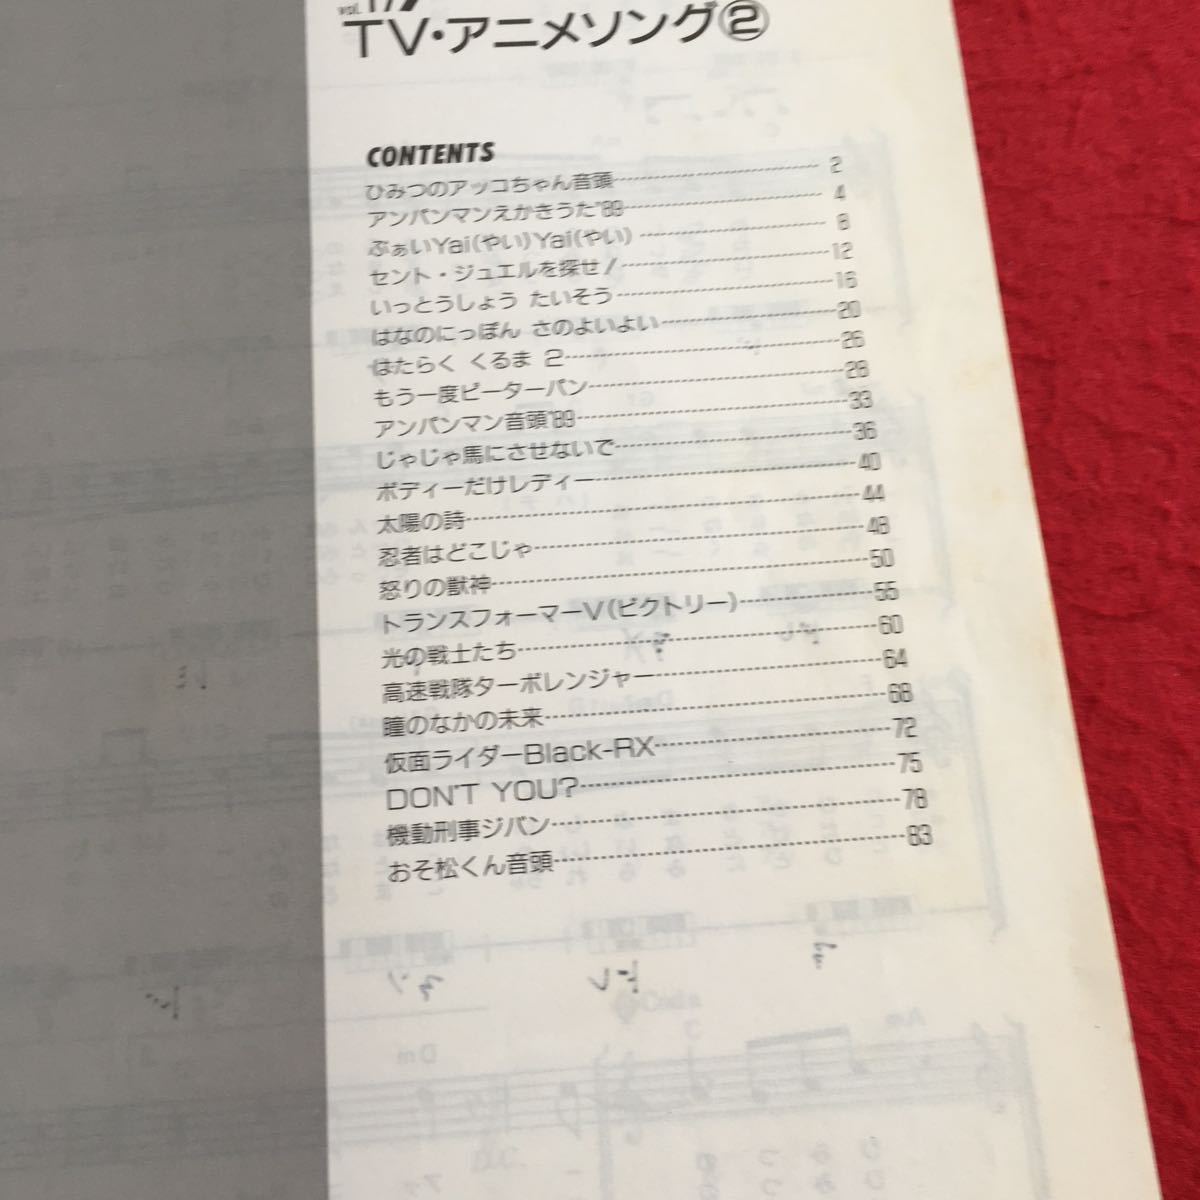 vol.17
TV・アニメソング②
CONTENTS
ひみつのアッコちゃん音頭 2
アンパンマンえかきうた'89 4
ぶぁいYai(やい)Yai(やい) 8
セント・ジュエルを探せ! 12
いっとうしょう たいそう 16
はなのにっぽん さのよいよい 20
はたらく くるま 2 26
もう一度ピーターパン 28
アンパンマン音頭'89 33
じゃじゃ馬にさせないで 36
ボディーだけレディー 40
太陽の詩 44
忍者はどこじゃ 48
怒りの獣神 50
トランスフォーマーV(ビクトリー) 55
光の戦士たち 60
高速戦隊ターボレンジャー 64
瞳のなかの未来 68
仮面ライダーBlack-RX 72
DON'T YOU? 75
機動刑事ジバン 78
おそ松くん音頭 83